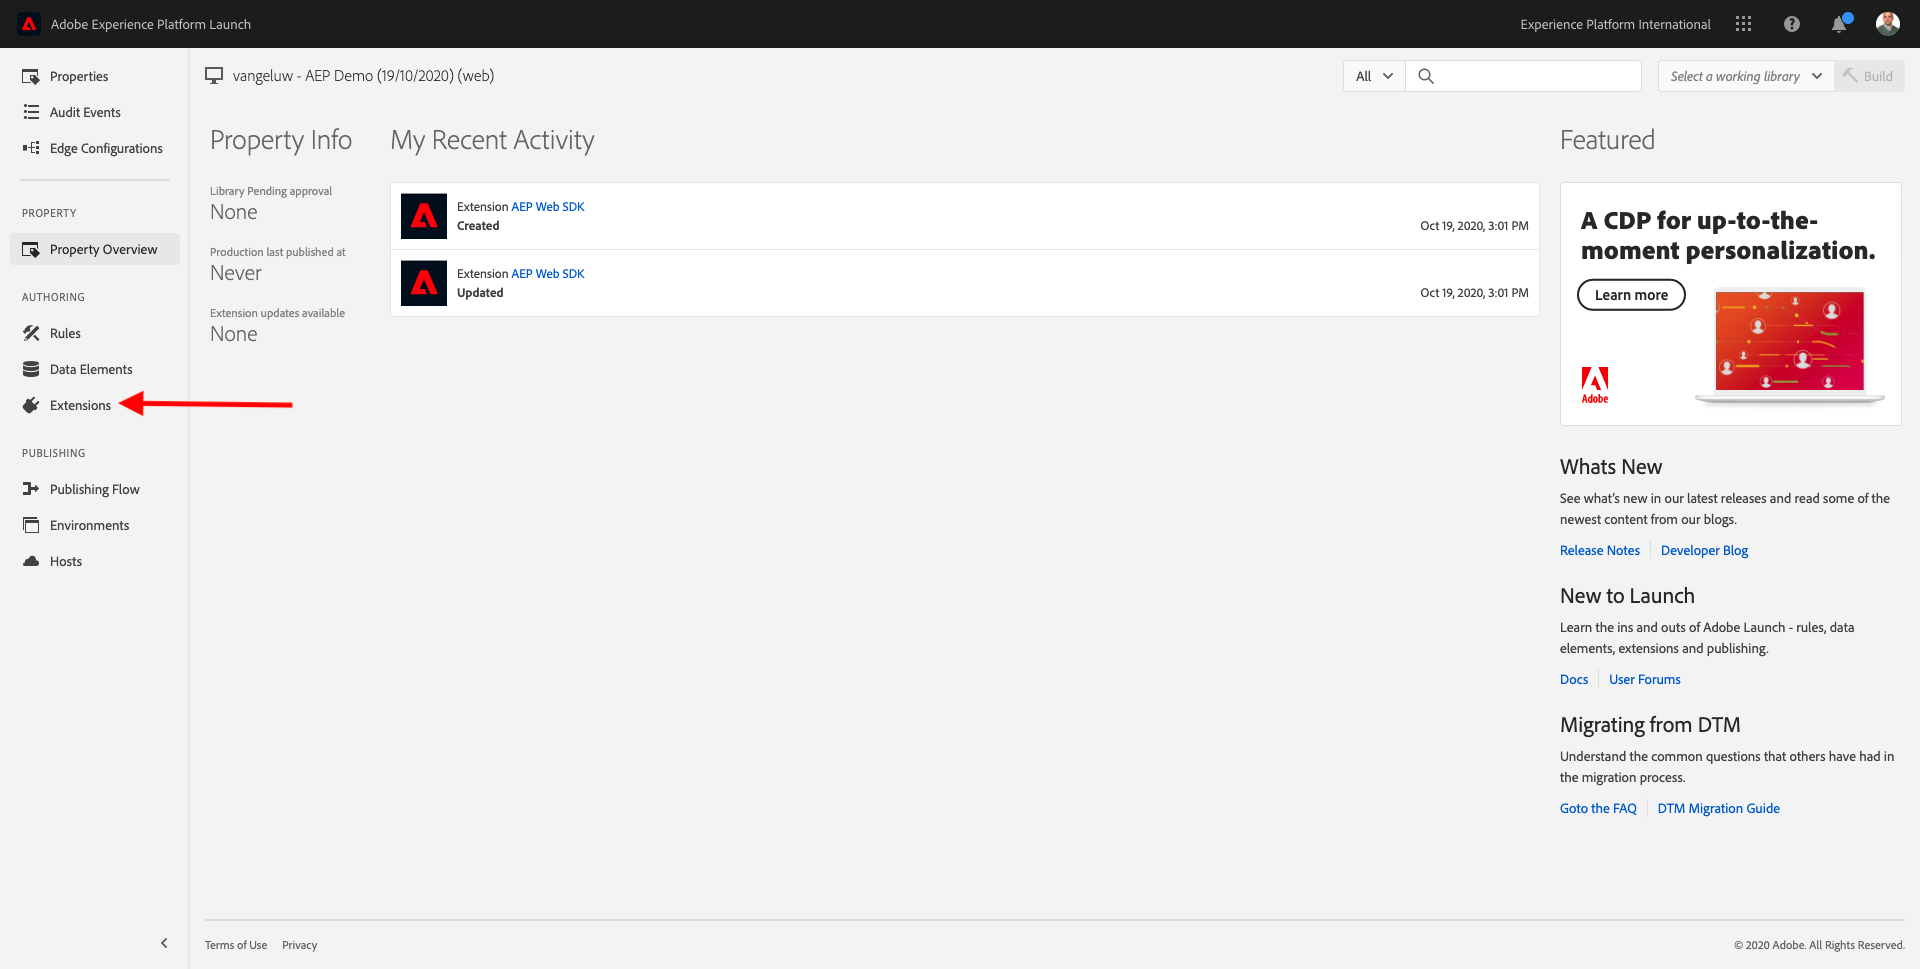 Adobe Experience Platform Launch
Experience Platform International
Properties
Audit Events
Edge Configurations
PROPERTY
Property Overview
AUTHORING
Rules
Data Elements
Extensions
PUBLISHING
Publishing Flow
Environments
Hosts
vangeluw - AEP Demo (19/10/2020) (web)
All
Select a working library
Build
Property Info
Library Pending approval
None
Production last published at
Never
Extension updates available
None
My Recent Activity
Extension AEP Web SDK
Created
Oct 19, 2020, 3:01 PM
Extension AEP Web SDK
Updated
Oct 19, 2020, 3:01 PM
Featured
A CDP for up-to-the-
moment personalization.
Learn more
Adobe
Whats New
See what's new in our latest releases and read some of the
newest content from our blogs.
Release Notes
Developer Blog
New to Launch
Learn the ins and outs of Adobe Launch - rules, data
elements, extensions and publishing.
Docs
User Forums
Migrating from DTM
Understand the common questions that others have had in
the migration process.
Goto the FAQ
DTM Migration Guide
Terms of Use
Privacy
© 2020 Adobe. All Rights Reserved.